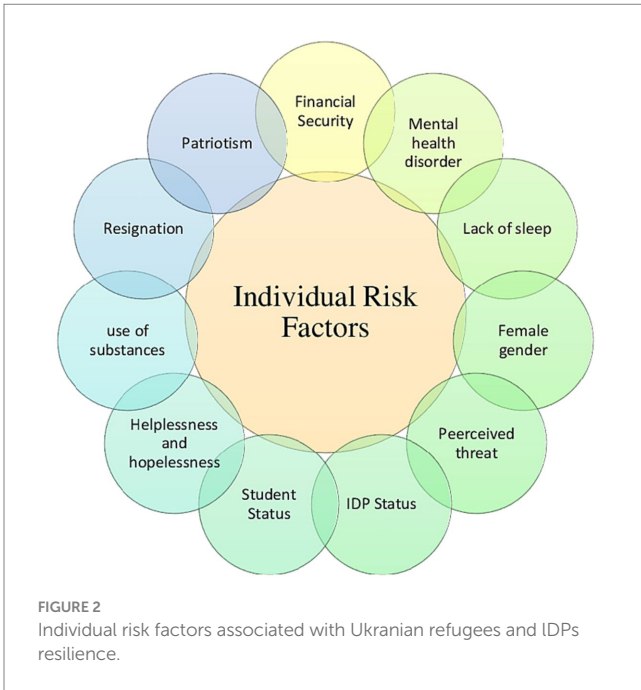 Financial
Security
Mental
health
disorder
Lack of sleep
Female
gender
Peerceived
threat
IDP Status
Student
Status
Helplessness
and
hopelessness
use of
substances
Resignation
Patriotism
Individual Risk
Factors
FIGURE 2
Individual risk factors associated with Ukranian refugees and IDPs
resilience.